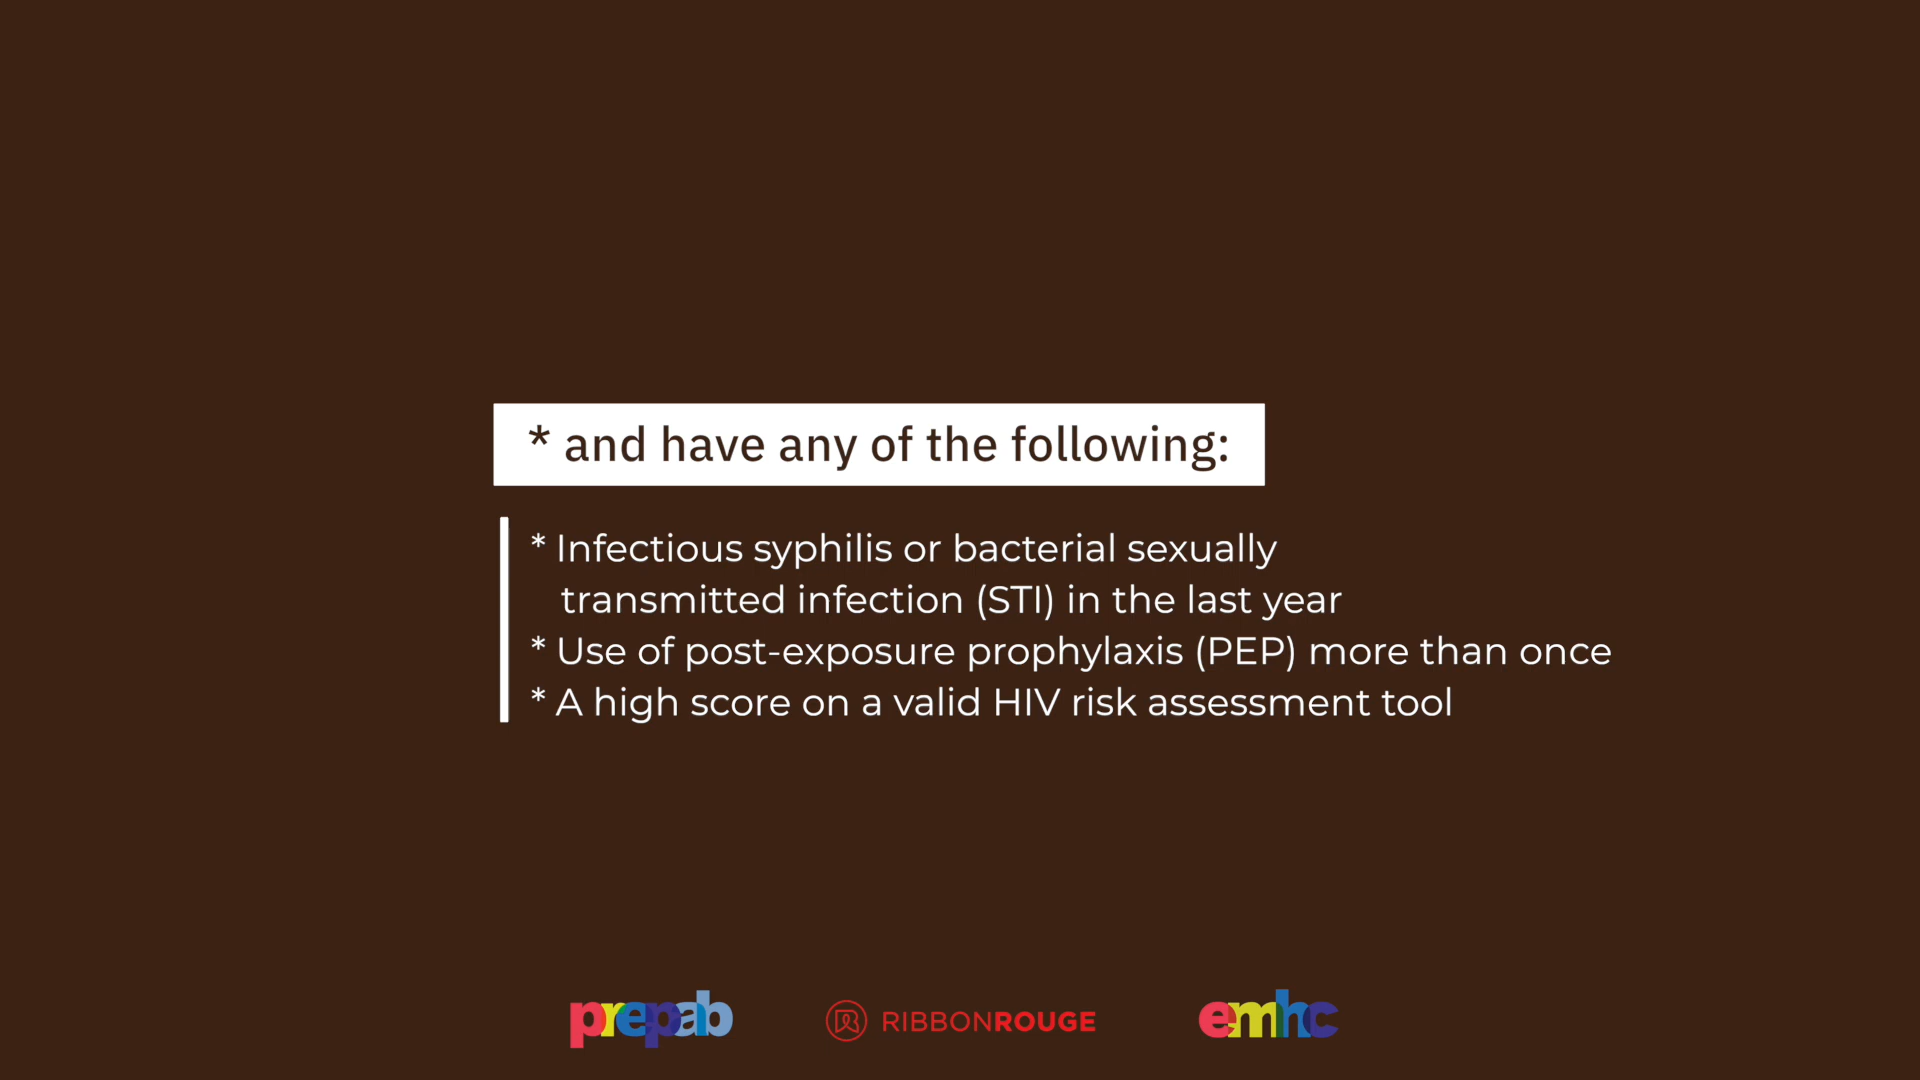 * and have any of the following:
* Infectious syphilis or bacterial sexually
transmitted infection (STI) in the last year
* Use of post-exposure prophylaxis (PEP) more than once
* A high score on a valid HIV risk assessment tool
prepab RIBBONROUGE emhc